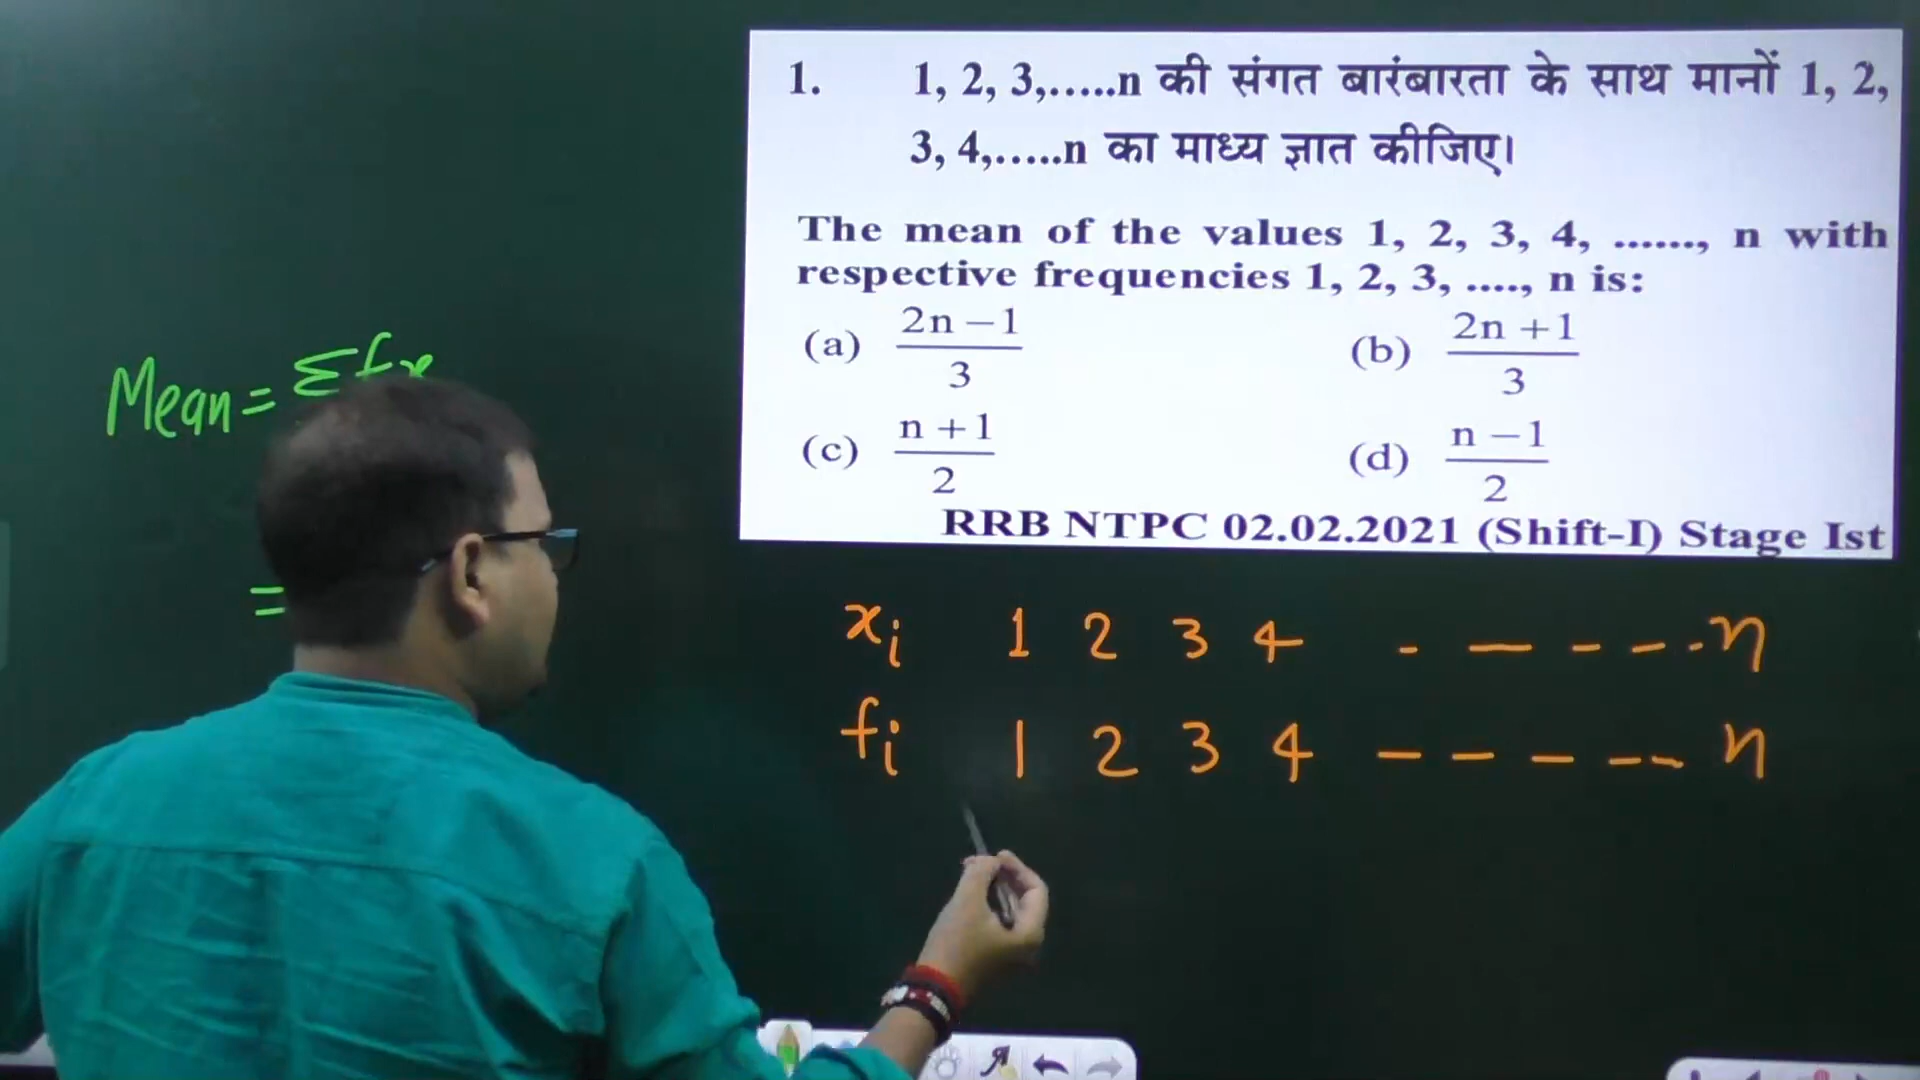 1. 1, 2, 3,.....n की संगत बारंबारता के साथ मानों 1, 2,
3, 4,.....n का माध्य ज्ञात कीजिए।
The mean of the values 1, 2, 3, 4, ......, n with
respective frequencies 1, 2, 3, ...., n is:
(a) 2n – 1 / 3 (b) 2n + 1 / 3
(c) n + 1 / 2 (d) n – 1 / 2
RRB NTPC 02.02.2021 (Shift-I) Stage Ist
Mean = Σfx
=
xi 1 2 3 4 - — - - - . n
fi 1 2 3 4 — — — — - n